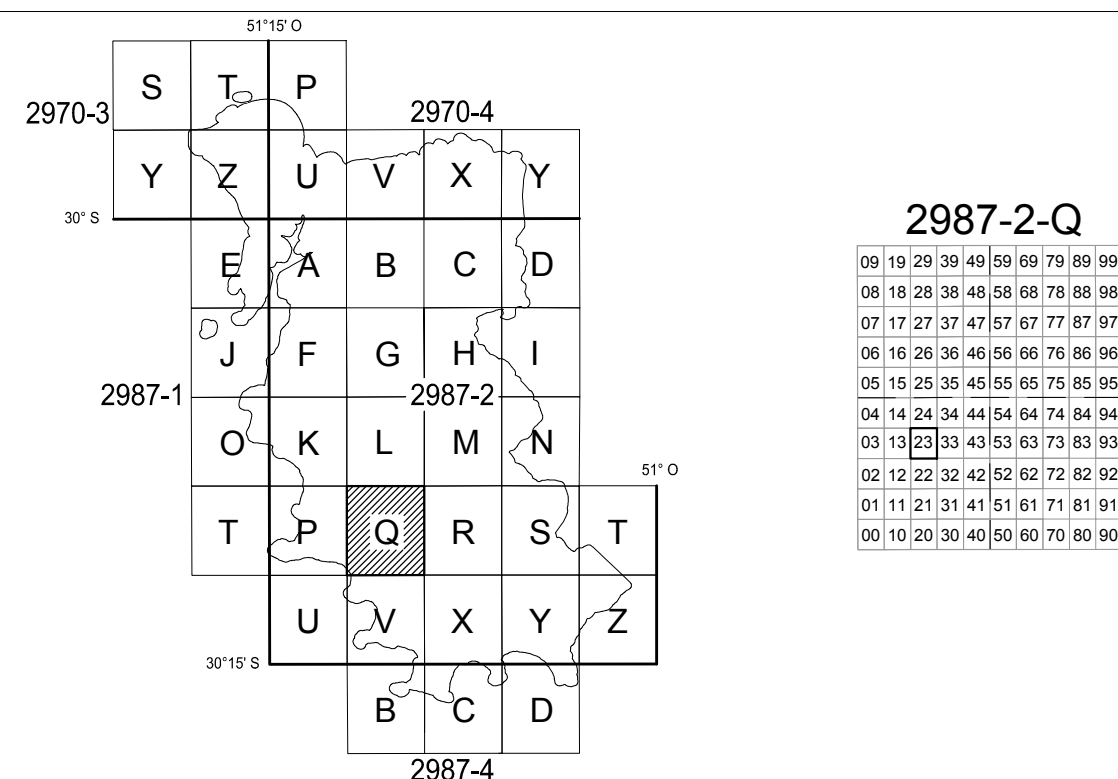 51°15' O
S T P
2970-3 2970-4
Y Z U V X Y
30° S
E A B C D
J F G H I
2987-1 2987-2
O K L M N
51° O
T P Q R S T
U V X Y Z
30°15' S
B C D
2987-4
2987-2-Q
09 19 29 39 49 59 69 79 89 99
08 18 28 38 48 58 68 78 88 98
07 17 27 37 47 57 67 77 87 97
06 16 26 36 46 56 66 76 86 96
05 15 25 35 45 55 65 75 85 95
04 14 24 34 44 54 64 74 84 94
03 13 23 33 43 53 63 73 83 93
02 12 22 32 42 52 62 72 82 92
01 11 21 31 41 51 61 71 81 91
00 10 20 30 40 50 60 70 80 90